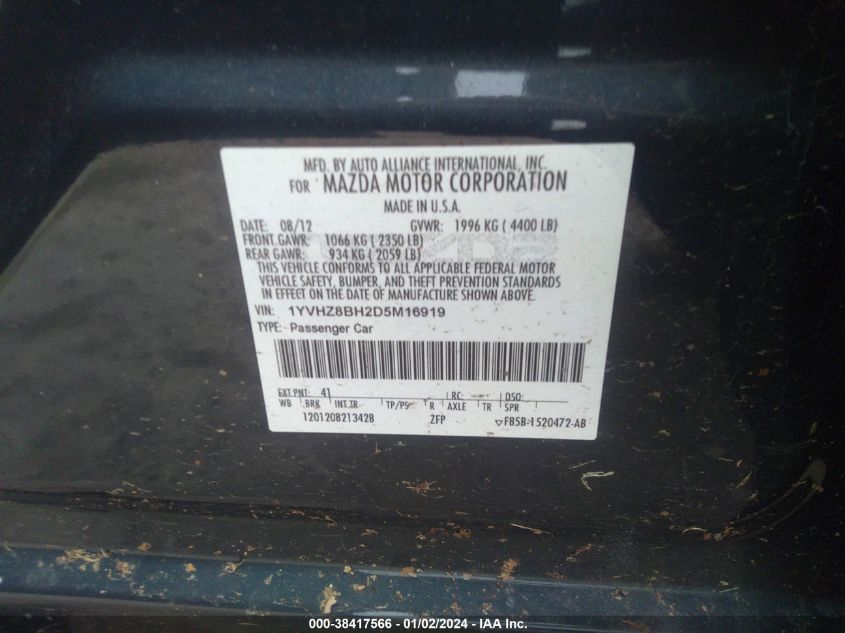 MFD. BY AUTO ALLIANCE INTERNATIONAL, INC.
FOR MAZDA MOTOR CORPORATION
MADE IN U.S.A.
DATE: 08/12 GVWR: 1996 KG ( 4400 LB)
FRONT GAWR: 1066 KG ( 2350 LB)
REAR GAWR: 934 KG ( 2059 LB)
THIS VEHICLE CONFORMS TO ALL APPLICABLE FEDERAL MOTOR
VEHICLE SAFETY, BUMPER, AND THEFT PREVENTION STANDARDS
IN EFFECT ON THE DATE OF MANUFACTURE SHOWN ABOVE.
VIN: 1YVHZ8BH2D5M16919
TYPE: Passenger Car
EXT PNT: 41 RC: DSO:
WB BRK INT TR TP/PS R AXLE TR SPR
120120821342B ZFP ▽F85B-1520472-AB
000-38417566 - 01/02/2024 - IAA Inc.